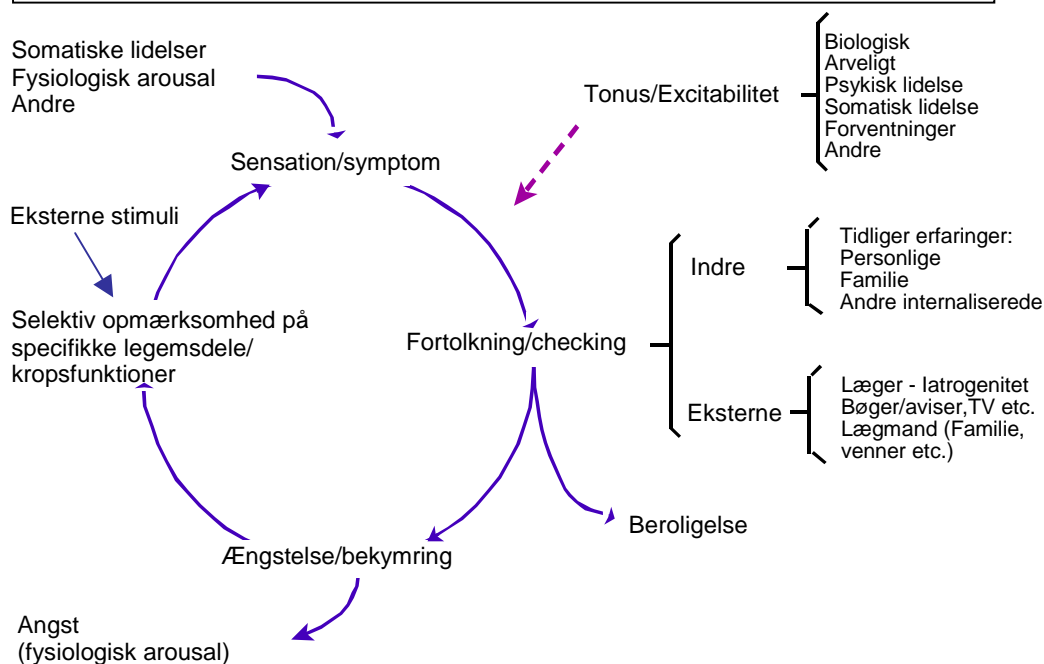 Somatiske lidelser
Fysiologisk arousal
Andre
Sensation/symptom
Tonus/Excitabilitet
Biologisk
Arveligt
Psykisk lidelse
Somatisk lidelse
Forventninger
Andre
Eksterne stimuli
Selektiv opmærksomhed på
specifikke legemsdele/
kropsfunktioner
Fortolkning/checking
Indre
Tidliger erfaringer:
Personlige
Familie
Andre internaliserede
Eksterne
Læger - Iatrogenitet
Bøger/aviser,TV etc.
Lægmand (Familie,
venner etc.)
Beroligelse
Ængstelse/bekymring
Angst
(fysiologisk arousal)